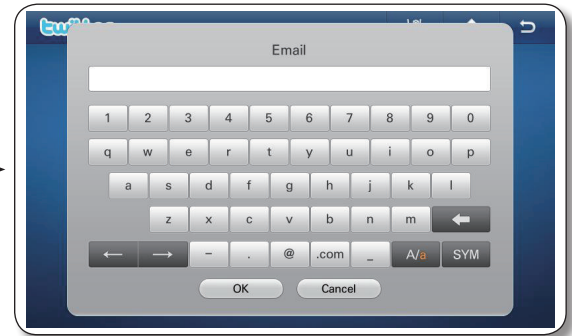 Email
1 2 3 4 5 6 7 8 9 0
q w e r t y u i o p
a s d f g h j k l
z x c v b n m ←
← → - . @ .com _ A/a SYM
OK Cancel